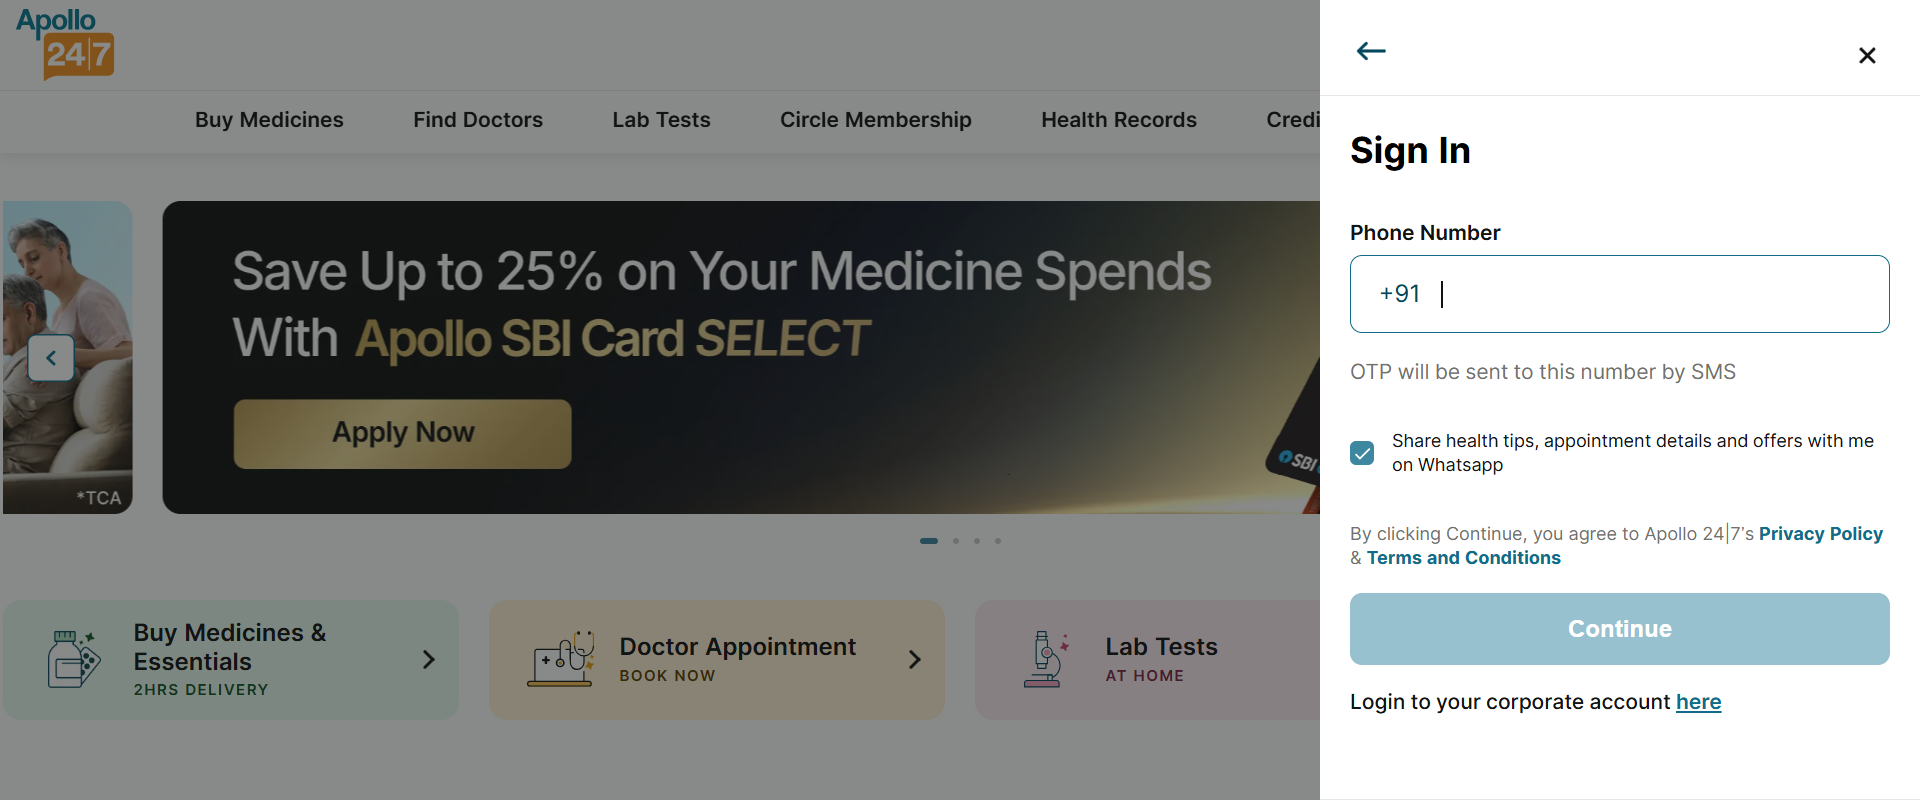 Apollo
24|7
Buy Medicines
Find Doctors
Lab Tests
Circle Membership
Health Records
*TCA
Save Up to 25% on Your Medicine Spends
With Apollo SBI Card SELECT
Apply Now
SBI
Buy Medicines &
Essentials
2HRS DELIVERY
Doctor Appointment
BOOK NOW
Lab Tests
AT HOME
Sign In
Phone Number
+91
OTP will be sent to this number by SMS
Share health tips, appointment details and offers with me
on Whatsapp
By clicking Continue, you agree to Apollo 24|7's Privacy Policy
& Terms and Conditions
Continue
Login to your corporate account here